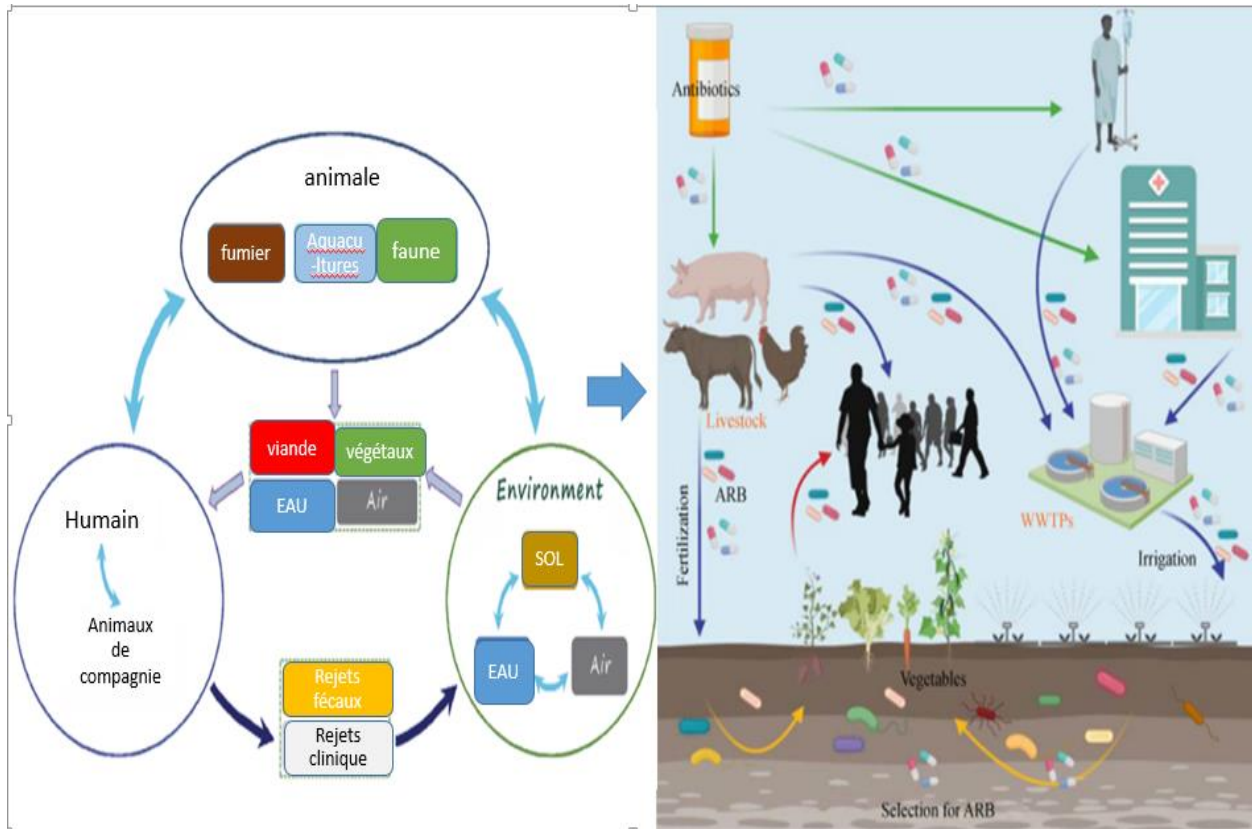 animale
fumier
Aquacu
-ltures
faune
viande
végétaux
EAU
Air
Humain
Animaux
de
compagnie
Environment
SOL
EAU
Air
Rejets
fécaux
Rejets
clinique
Antibiotics
Livestock
ARB
Fertilization
WWTPs
Irrigation
Vegetables
Selection for ARB